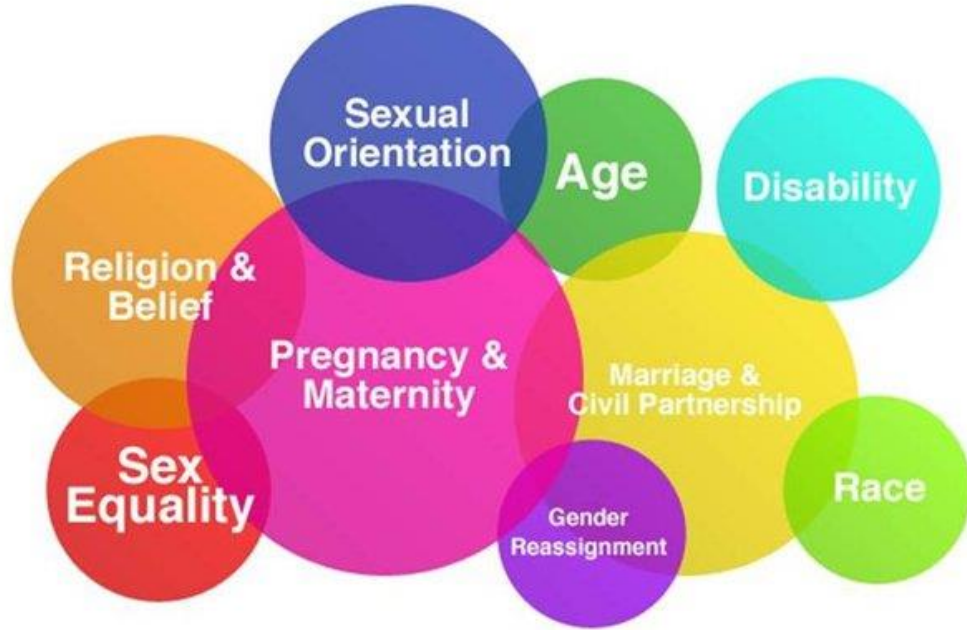 Sexual
Orientation
Age
Disability
Religion &
Belief
Pregnancy &
Maternity
Marriage &
Civil Partnership
Sex
Equality
Gender
Reassignment
Race